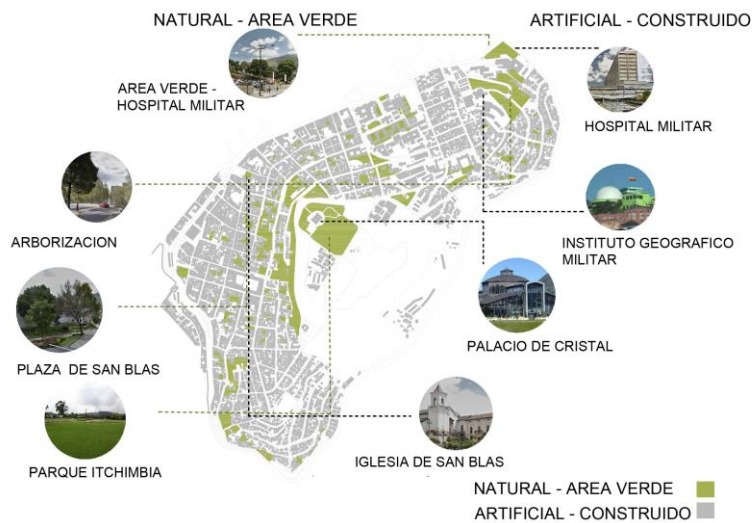 NATURAL - AREA VERDE
ARTIFICIAL - CONSTRUIDO
AREA VERDE -
HOSPITAL MILITAR
HOSPITAL MILITAR
ARBORIZACION
INSTITUTO GEOGRAFICO
MILITAR
PLAZA DE SAN BLAS
PALACIO DE CRISTAL
PARQUE ITCHIMBIA
IGLESIA DE SAN BLAS
NATURAL - AREA VERDE
ARTIFICIAL - CONSTRUIDO